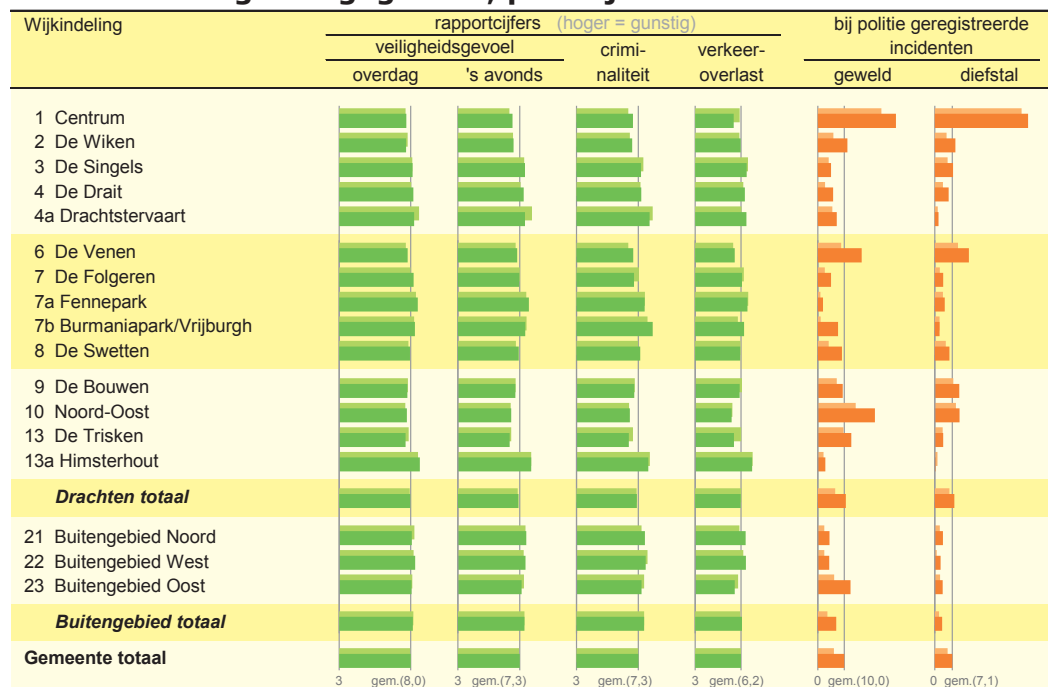 Wijkindeling rapportcijfers (hoger = gunstig) bij politie geregistreerde
veiligheidsgevoel crimi- verkeer- incidenten
overdag 's avonds naliteit overlast geweld diefstal
1 Centrum
2 De Wiken
3 De Singels
4 De Drait
4a Drachtstervaart
6 De Venen
7 De Folgeren
7a Fennepark
7b Burmaniapark/Vrijburgh
8 De Swetten
9 De Bouwen
10 Noord-Oost
13 De Trisken
13a Himsterhout
Drachten totaal
21 Buitengebied Noord
22 Buitengebied West
23 Buitengebied Oost
Buitengebied totaal
Gemeente totaal
3 gem.(8,0) 3 gem.(7,3) 3 gem.(7,3) 3 gem.(6,2) 0 gem.(10,0) 0 gem.(7,1)